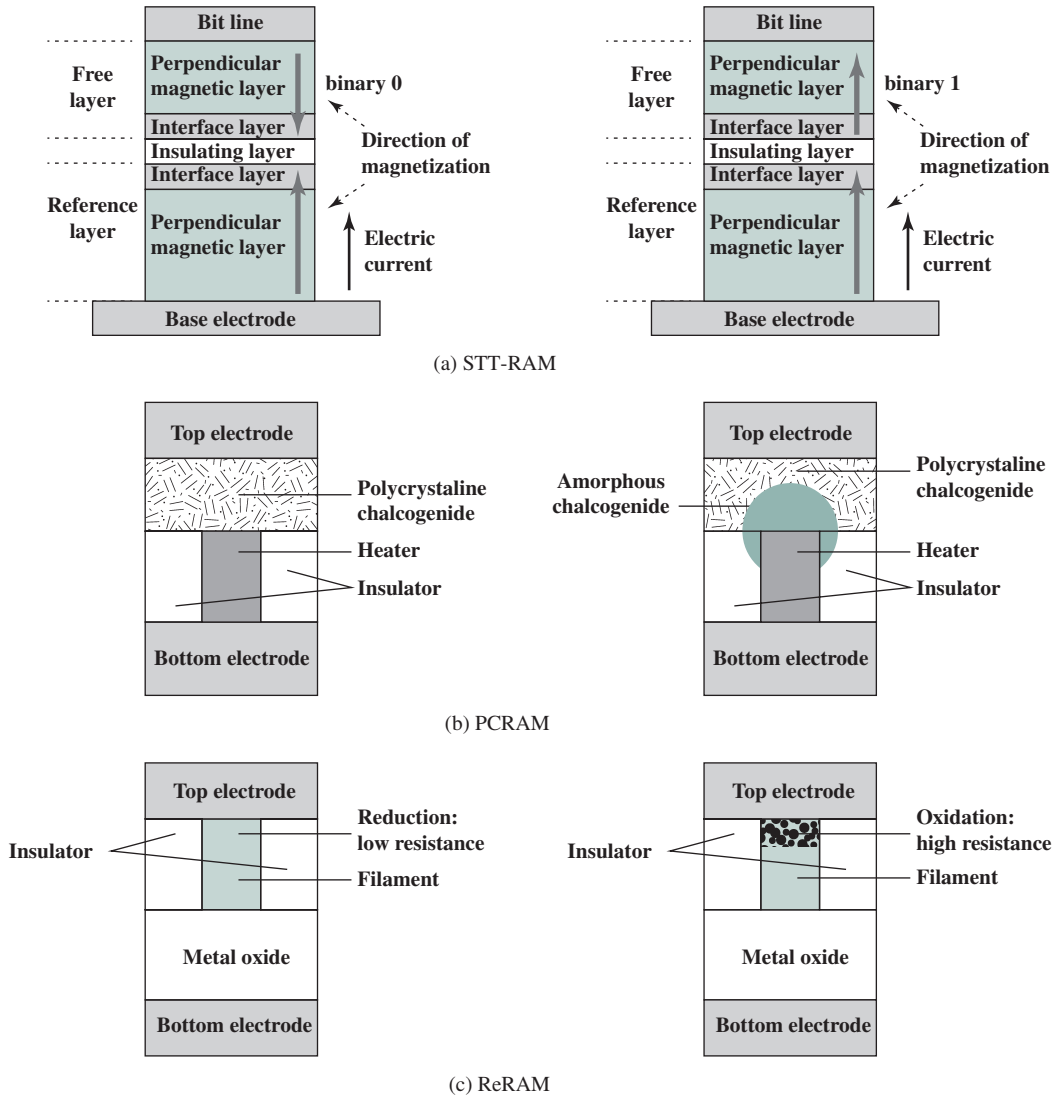 Bit line
Free
layer
Perpendicular
magnetic layer
binary 0
Interface layer
Insulating layer
Interface layer
Direction of
magnetization
Reference
layer
Perpendicular
magnetic layer
Electric
current
Base electrode
Bit line
Free
layer
Perpendicular
magnetic layer
binary 1
Interface layer
Insulating layer
Interface layer
Direction of
magnetization
Reference
layer
Perpendicular
magnetic layer
Electric
current
Base electrode
(a) STT-RAM
Top electrode
Polycrystaline
chalcogenide
Heater
Insulator
Bottom electrode
Top electrode
Amorphous
chalcogenide
Polycrystaline
chalcogenide
Heater
Insulator
Bottom electrode
(b) PCRAM
Top electrode
Insulator
Reduction:
low resistance
Filament
Metal oxide
Bottom electrode
Top electrode
Insulator
Oxidation:
high resistance
Filament
Metal oxide
Bottom electrode
(c) ReRAM